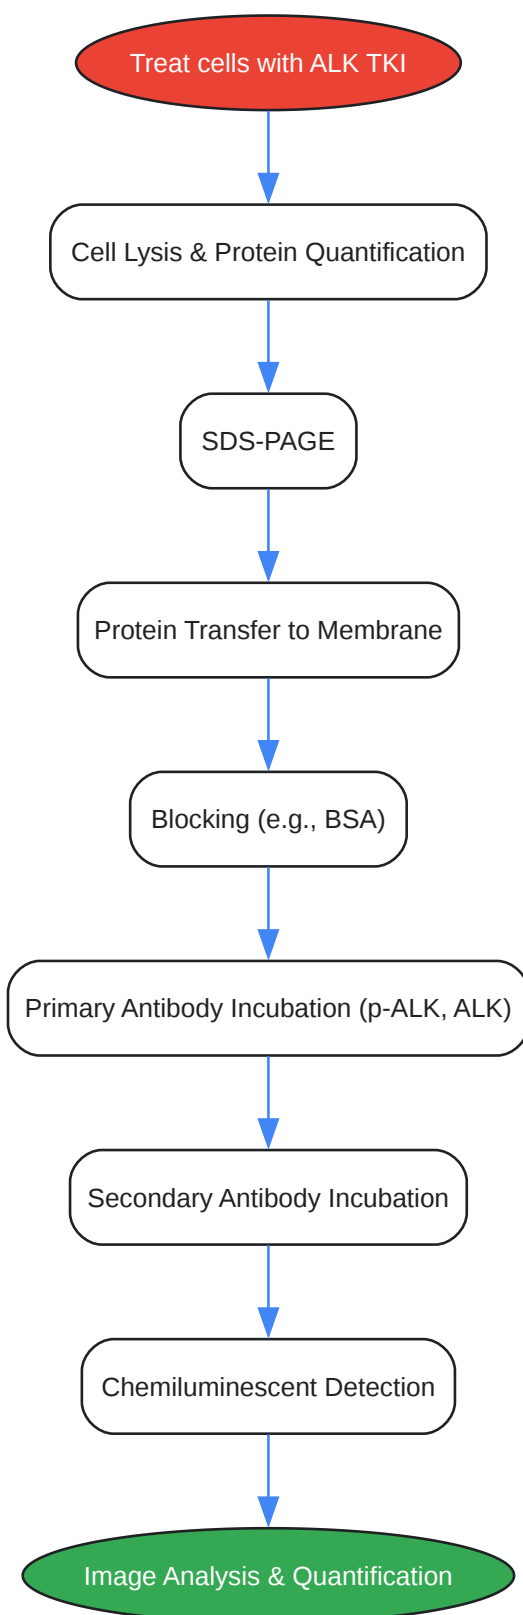 Treat cells with ALK TKI
Cell Lysis & Protein Quantification
SDS-PAGE
Protein Transfer to Membrane
Blocking (e.g., BSA)
Primary Antibody Incubation (p-ALK, ALK)
Secondary Antibody Incubation
Chemiluminescent Detection
Image Analysis & Quantification